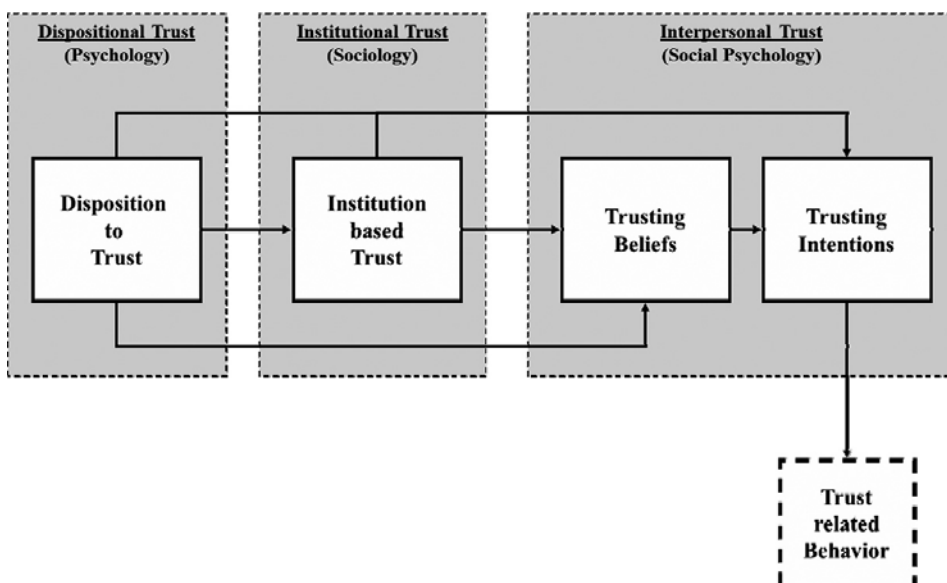 Dispositional Trust
(Psychology)
Institutional Trust
(Sociology)
Interpersonal Trust
(Social Psychology)
Disposition
to
Trust
Institution
based
Trust
Trusting
Beliefs
Trusting
Intentions
Trust
related
Behavior